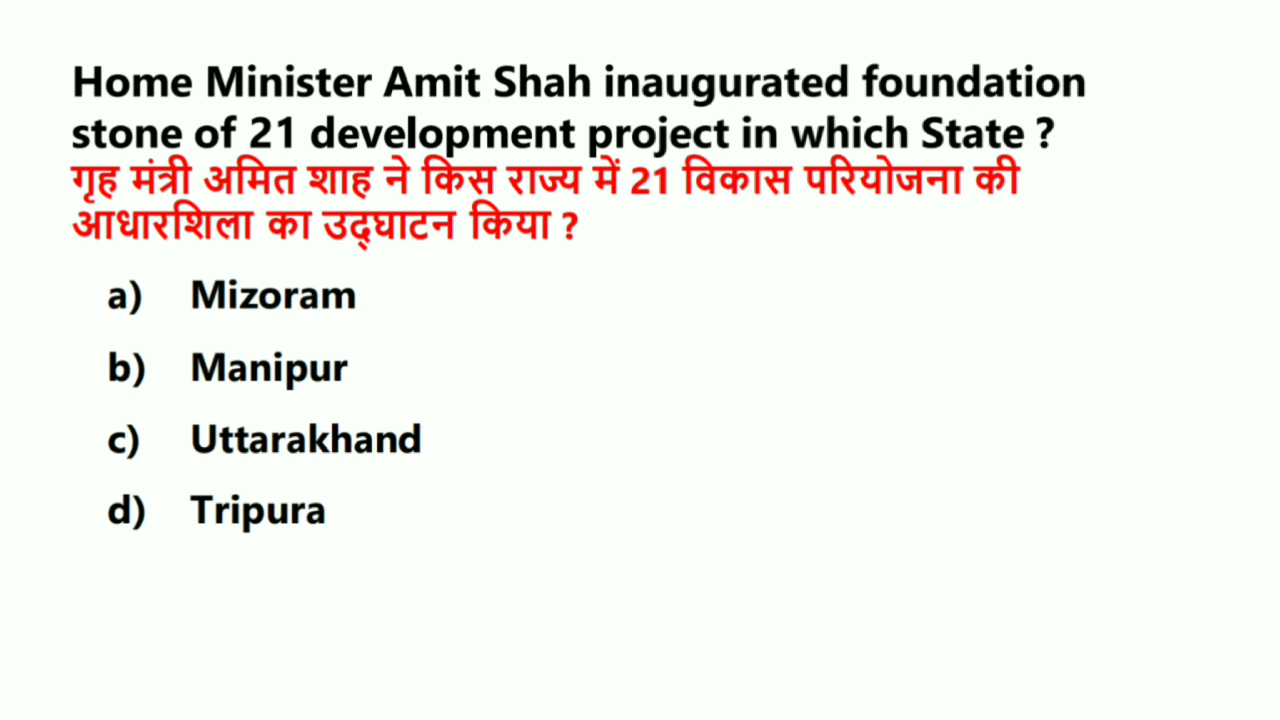 Home Minister Amit Shah inaugurated foundation
stone of 21 development project in which State ?
गृह मंत्री अमित शाह ने किस राज्य में 21 विकास परियोजना की
आधारशिला का उद्घाटन किया ?
a) Mizoram
b) Manipur
c) Uttarakhand
d) Tripura